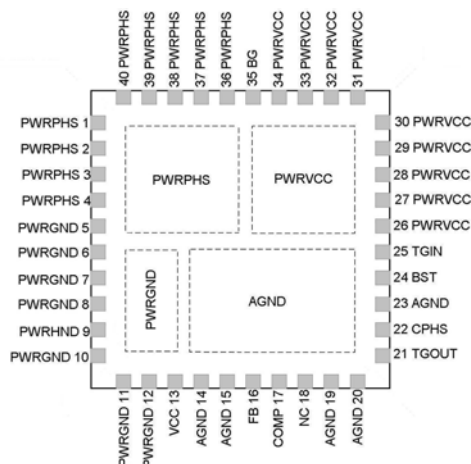 40 PWRPHS
39 PWRPHS
38 PWRPHS
37 PWRPHS
36 PWRPHS
35 BG
34 PWRVCC
33 PWRVCC
32 PWRVCC
31 PWRVCC
PWRPHS 1
PWRPHS 2
PWRPHS 3
PWRPHS 4
PWRGND 5
PWRGND 6
PWRGND 7
PWRGND 8
PWRHND 9
PWRGND 10
PWRPHS
PWRVCC
PWRGND
AGND
30 PWRVCC
29 PWRVCC
28 PWRVCC
27 PWRVCC
26 PWRVCC
25 TGIN
24 BST
23 AGND
22 CPHS
21 TGOUT
PWRGND 11
PWRGND 12
VCC 13
AGND 14
AGND 15
FB 16
COMP 17
NC 18
AGND 19
AGND 20